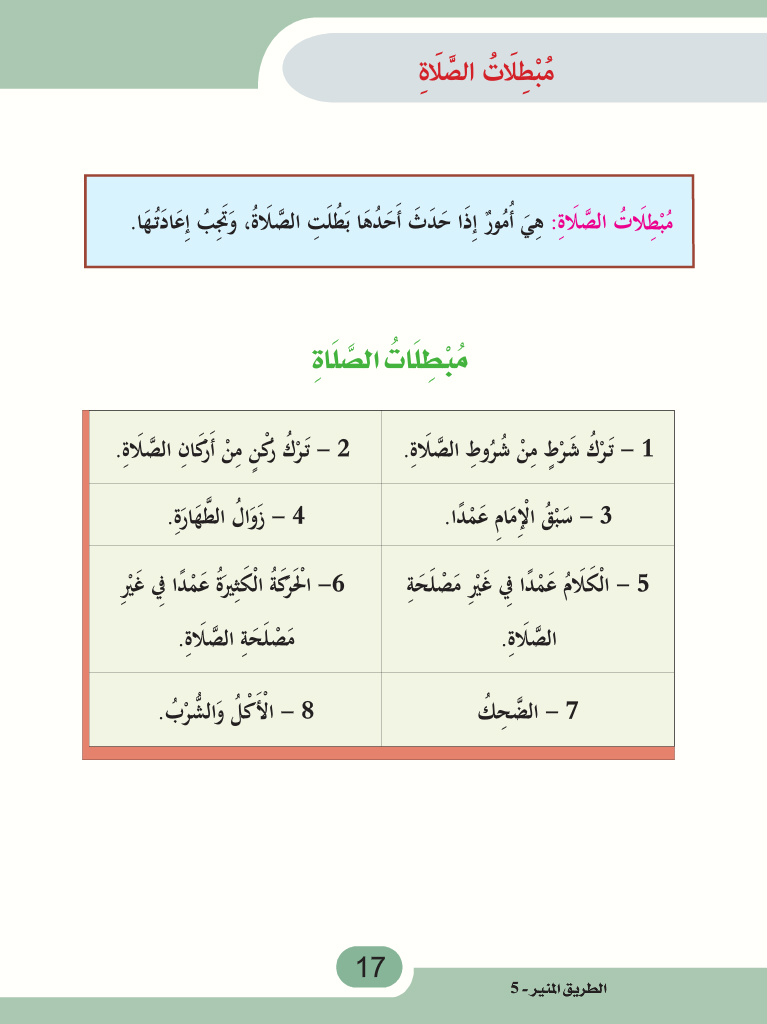 مُبْطِلَاتُ الصَّلَاةِ
مُبْطِلَاتُ الصَّلَاةِ: هِيَ أُمُورٌ إِذَا حَدَثَ أَحَدُهَا بَطُلَتِ الصَّلَاةُ، وَتَجِبُ إِعَادَتُهَا.
مُبْطِلَاتُ الصَّلَاةِ
1 – تَرْكُ شَرْطٍ مِنْ شُرُوطِ الصَّلَاةِ.
2 – تَرْكُ رُكْنٍ مِنْ أَرْكَانِ الصَّلَاةِ.
3 – سَبْقُ الْإِمَامِ عَمْدًا.
4 – زَوَالُ الطَّهَارَةِ.
5 – الْكَلَامُ عَمْدًا فِي غَيْرِ مَصْلَحَةِ
الصَّلَاةِ.
6– الْحَرَكَةُ الْكَثِيرَةُ عَمْدًا فِي غَيْرِ
مَصْلَحَةِ الصَّلَاةِ.
7 – الضَّحِكُ
8 – الْأَكْلُ وَالشُّرْبُ.
17
الطريق المنير - 5